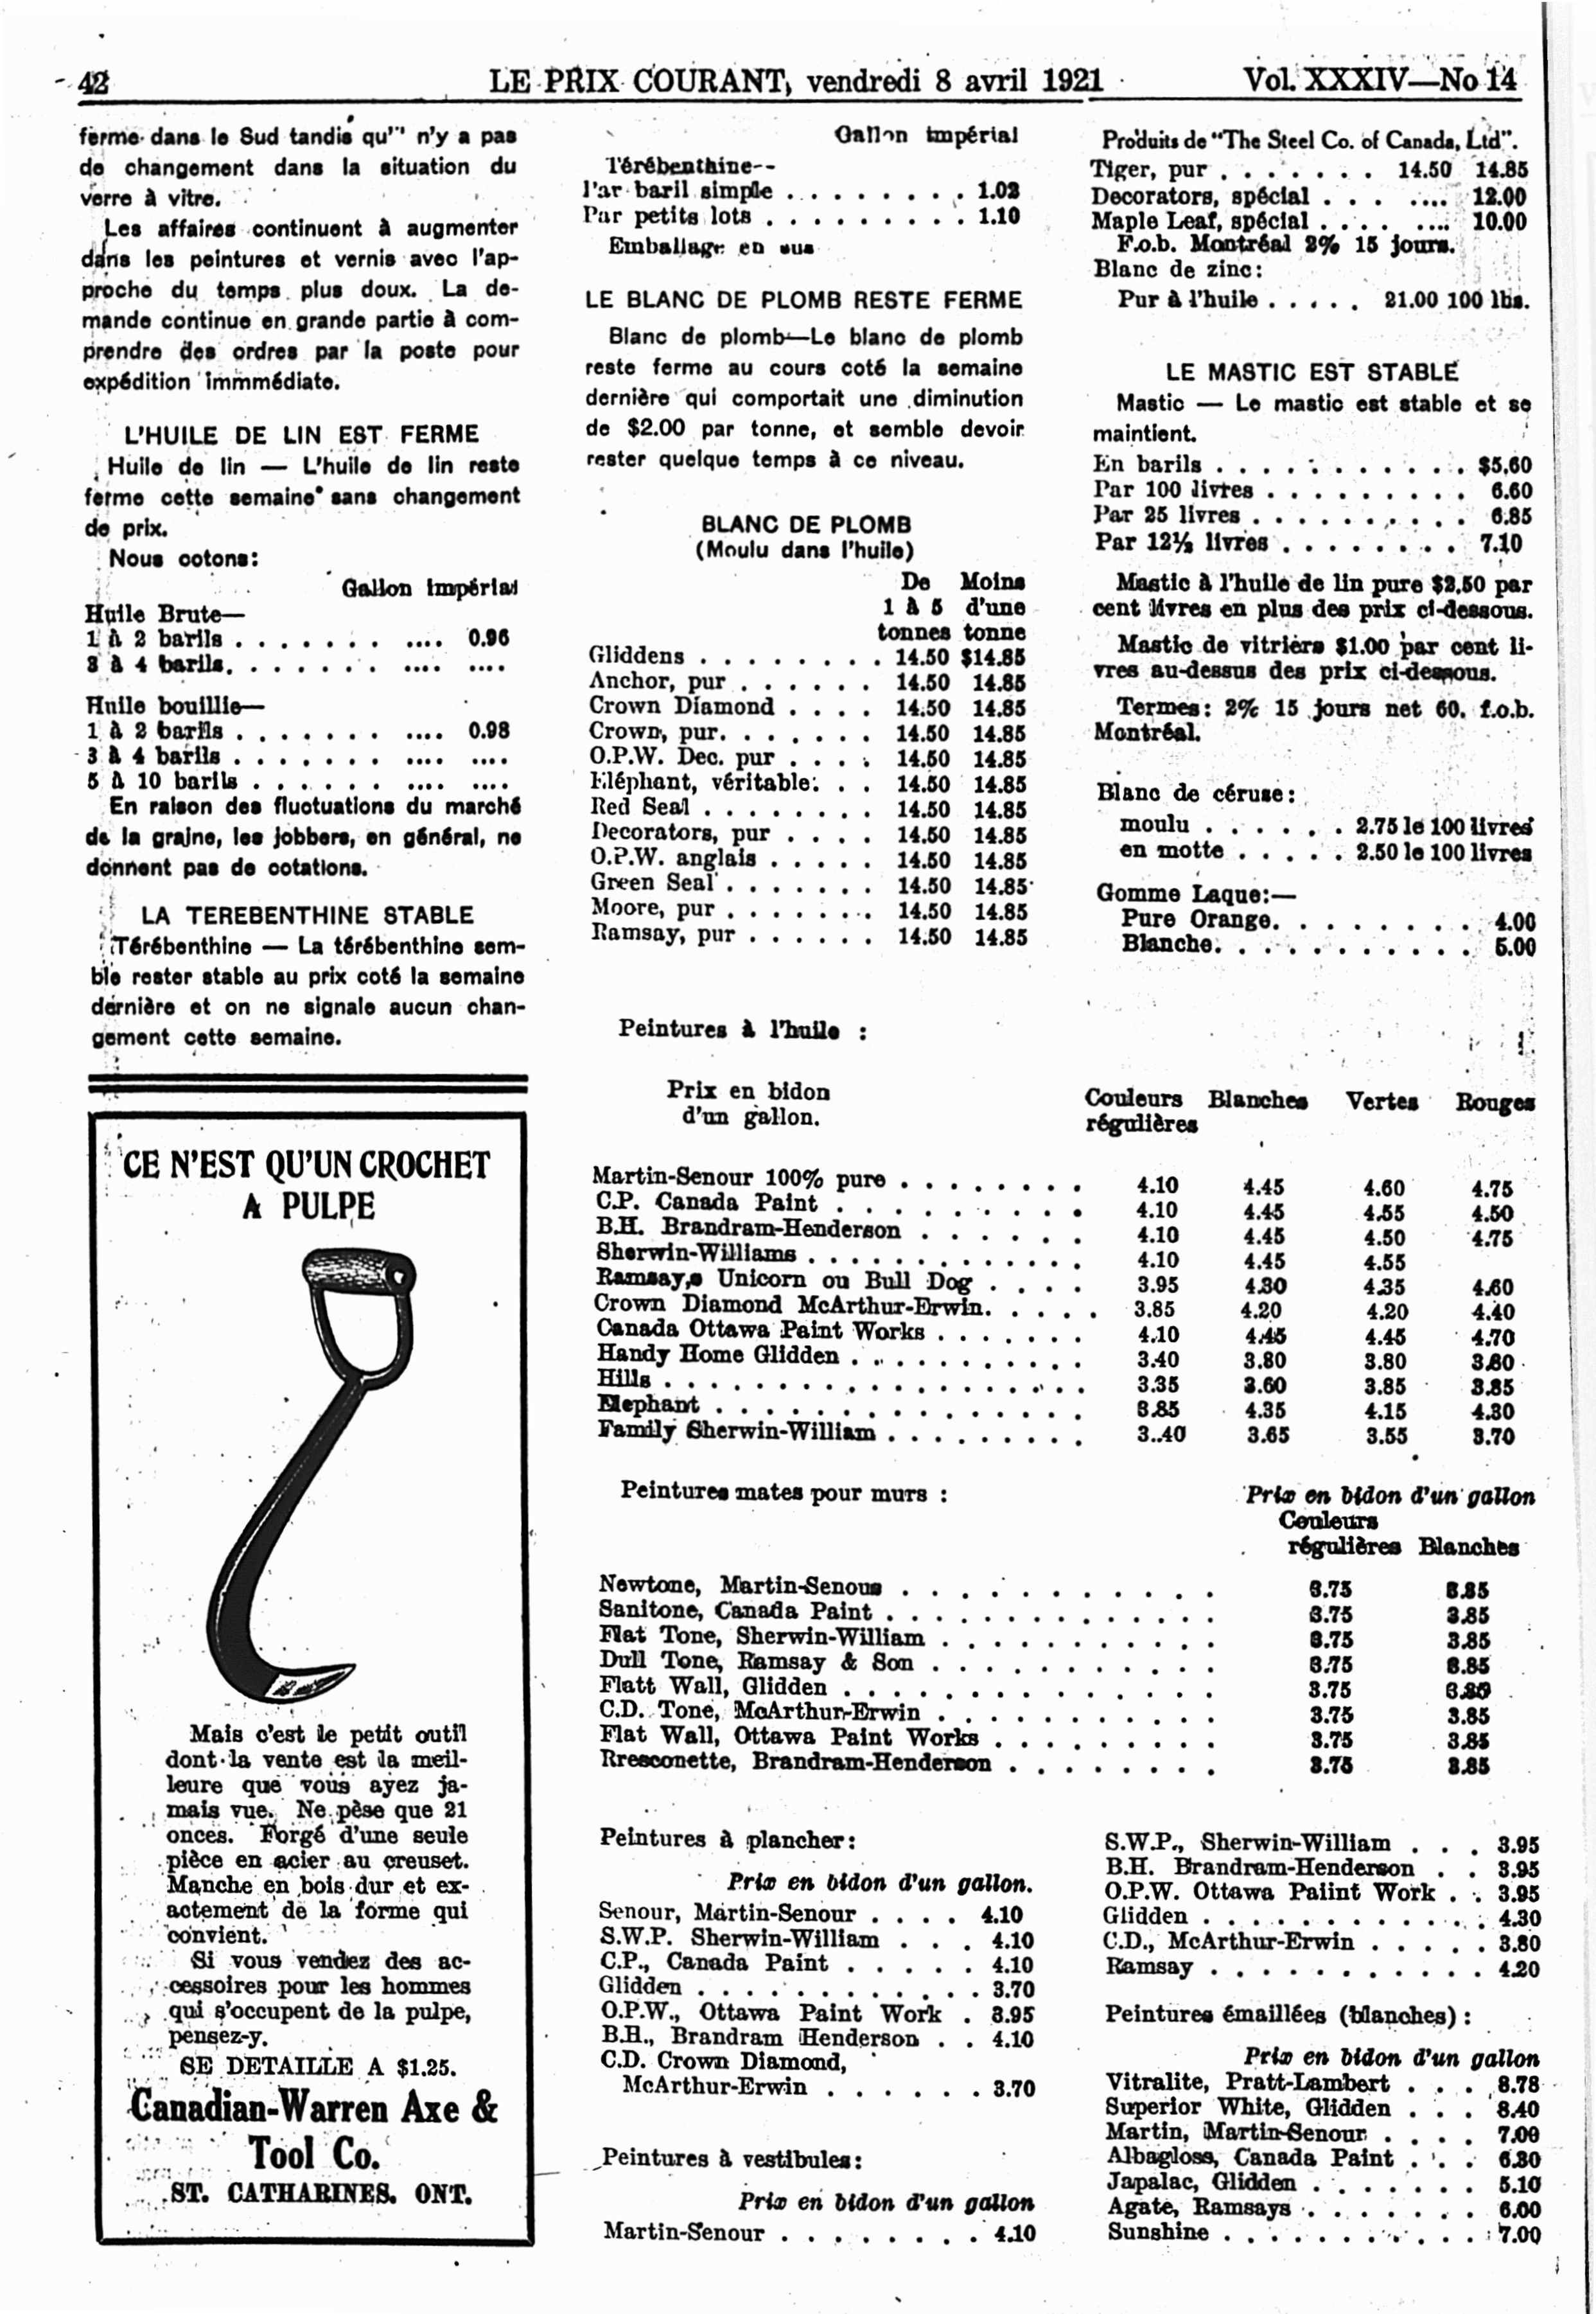 42
LE PRIX COURANT, vendredi 8 avril 1921
Vol. XXXIV—No 14
ferme dans le Sud tandis qu'" n'y a pas
de changement dans la situation du
verre à vitre.
Les affaires continuent à augmenter
dans les peintures et vernis avec l'ap-
proche du temps plus doux. La de-
mande continue en grande partie à com-
prendre des ordres par la poste pour
expédition immmédiate.
L'HUILE DE LIN EST FERME
Huile de lin — L'huile de lin reste
ferme cette semaine sans changement
de prix.
Nous cotons:
Gallon impérial
Huile Brute—
1 à 2 barils . . . . . . . .... 0.96
3 à 4 barils. . . . . . . .... ....
Huile bouillie—
1 à 2 barils . . . . . . . .... 0.98
3 à 4 barils . . . . . . . .... ....
5 à 10 barils . . . . . . .... ....
En raison des fluctuations du marché
de la graine, les jobbers, en général, ne
donnent pas de cotations.
LA TEREBENTHINE STABLE
Térébenthine — La térébenthine sem-
ble rester stable au prix coté la semaine
dernière et on ne signale aucun chan-
gement cette semaine.
CE N'EST QU'UN CROCHET
A PULPE
Mais c'est le petit outil
dont la vente est la meil-
leure que vous ayez ja-
mais vue. Ne pèse que 21
onces. Forgé d'une seule
pièce en acier au creuset.
Manche en bois dur et ex-
actement de la forme qui
convient.
Si vous vendez des ac-
cessoires pour les hommes
qui s'occupent de la pulpe,
pensez-y.
SE DETAILLE A $1.25.
Canadian-Warren Axe &
Tool Co.
ST. CATHARINES. ONT.
Gallon impérial
Térébenthine--
Par baril simple . . . . . . . . 1.02
Par petits lots . . . . . . . . . 1.10
Emballage en sus
LE BLANC DE PLOMB RESTE FERME
Blanc de plomb—Le blanc de plomb
reste ferme au cours coté la semaine
dernière qui comportait une diminution
de $2.00 par tonne, et semble devoir
rester quelque temps à ce niveau.
BLANC DE PLOMB
(Moulu dans l'huile)
De Moins
1 à 5 d'une
tonnes tonne
Gliddens . . . . . . . . 14.50 $14.85
Anchor, pur . . . . . . 14.50 14.85
Crown Diamond . . . . 14.50 14.85
Crown, pur. . . . . . . 14.50 14.85
O.P.W. Dec. pur . . . . 14.50 14.85
Eléphant, véritable. . . 14.50 14.85
Red Seal . . . . . . . 14.50 14.85
Decorators, pur . . . . 14.50 14.85
O.P.W. anglais . . . . . 14.50 14.85
Green Seal . . . . . . . 14.50 14.85
Moore, pur . . . . . . . 14.50 14.85
Ramsay, pur . . . . . . 14.50 14.85
Produits de "The Steel Co. of Canada, Ltd".
Tiger, pur . . . . . . . 14.50 14.85
Decorators, spécial . . . .... 12.00
Maple Leaf, spécial . . . . .... 10.00
F.o.b. Montréal 2% 15 jours.
Blanc de zinc:
Pur à l'huile . . . . . 21.00 100 lbs.
LE MASTIC EST STABLE
Mastic — Le mastic est stable et se
maintient.
En barils . . . . . . . . . . . $5.60
Par 100 livres . . . . . . . . . 6.60
Par 25 livres . . . . . . . . . . 6.85
Par 12½ livres . . . . . . . . 7.10
Mastic à l'huile de lin pure $2.50 par
cent livres en plus des prix ci-dessous.
Mastic de vitriers $1.00 par cent li-
vres au-dessus des prix ci-dessous.
Termes: 2% 15 jours net 60. f.o.b.
Montréal.
Blanc de céruse:
moulu . . . . . . 2.75 le 100 livres
en motte . . . . . 2.50 le 100 livres
Gomme Laque:—
Pure Orange. . . . . . . . . 4.00
Blanche. . . . . . . . . . . . 5.00
Peintures à l'huile :
Prix en bidon
d'un gallon.
Couleurs régulières Blanches Vertes Rouges
Martin-Senour 100% pure . . . . . . . . 4.10 4.45 4.60 4.75
C.P. Canada Paint . . . . . . . . . . 4.10 4.45 4.55 4.50
B.H. Brandram-Henderson . . . . . . . 4.10 4.45 4.50 4.75
Sherwin-Williams . . . . . . . . . . . . 4.10 4.45 4.55
Ramsay,s Unicorn ou Bull Dog . . . . 3.95 4.30 4.35 4.60
Crown Diamond McArthur-Erwin. . . . . 3.85 4.20 4.20 4.40
Canada Ottawa Paint Works . . . . . . . 4.10 4.45 4.45 4.70
Handy Home Glidden . . . . . . . . . . 3.40 3.80 3.80 3.80
Hills . . . . . . . . . . . . . . . . . . 3.35 3.60 3.85 3.85
Elephant . . . . . . . . . . . . . . . 3.85 4.35 4.15 4.30
Family Sherwin-William . . . . . . . . . 3..40 3.65 3.55 3.70
Peintures mates pour murs :
Prix en bidon d'un gallon
Couleurs
régulières Blanches
Newtone, Martin-Senous . . . . . . . . . . . 3.75 3.85
Sanitone, Canada Paint . . . . . . . . . . . . 3.75 3.85
Flat Tone, Sherwin-William . . . . . . . . . . 3.75 3.85
Dull Tone, Ramsay & Son . . . . . . . . . . . 3.75 3.85
Flatt Wall, Glidden . . . . . . . . . . . . . . 3.75
C.D. Tone, McArthur-Erwin . . . . . . . . . . 3.75 3.85
Flat Wall, Ottawa Paint Works . . . . . . . . 3.75 3.85
Rresconette, Brandram-Henderson . . . . . . . . 3.75 3.85
Peintures à plancher:
Prix en bidon d'un gallon.
Senour, Martin-Senour . . . . 4.10
S.W.P. Sherwin-William . . . 4.10
C.P., Canada Paint . . . . . 4.10
Glidden . . . . . . . . . . . 3.70
O.P.W., Ottawa Paint Work . 3.95
B.H., Brandram Henderson . . 4.10
C.D. Crown Diamond,
McArthur-Erwin . . . . . . 3.70
Peintures à vestibules:
Prix en bidon d'un gallon
Martin-Senour . . . . . . . . 4.10
S.W.P., Sherwin-William . . . 3.95
B.H. Brandram-Henderson . . 3.95
O.P.W. Ottawa Paiint Work . . 3.95
Glidden . . . . . . . . . . . . 4.30
C.D., McArthur-Erwin . . . . . 3.80
Ramsay . . . . . . . . . . . 4.20
Peintures émaillées (blanches) :
Prix en bidon d'un gallon
Vitralite, Pratt-Lambert . . . 8.78
Superior White, Glidden . . . 8.40
Martin, Martin-Senour . . . . 7.00
Albagloss, Canada Paint . . . 6.30
Japalac, Glidden . . . . . . . 5.10
Agate, Ramsays . . . . . . . 6.00
Sunshine . . . . . . . . . . . 7.00